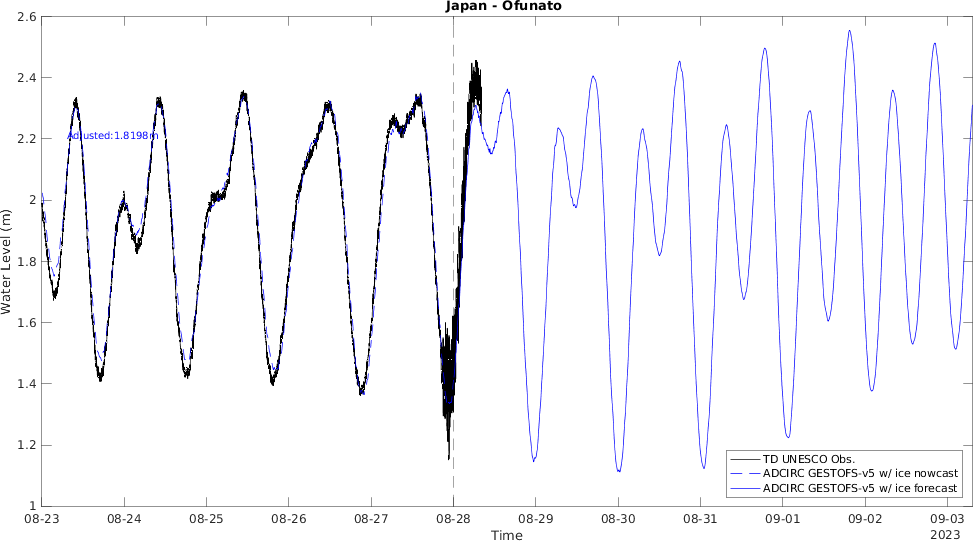 Japan - Ofunato
2.6
2.4
2.2
2
1.8
1.6
1.4
1.2
1
Water Level (m)
Adjusted:1.8198m
TD UNESCO Obs.
ADCIRC GESTOFS-v5 w/ ice nowcast
ADCIRC GESTOFS-v5 w/ ice forecast
08-23 08-24 08-25 08-26 08-27 08-28 08-29 08-30 08-31 09-01 09-02 09-03
2023
Time